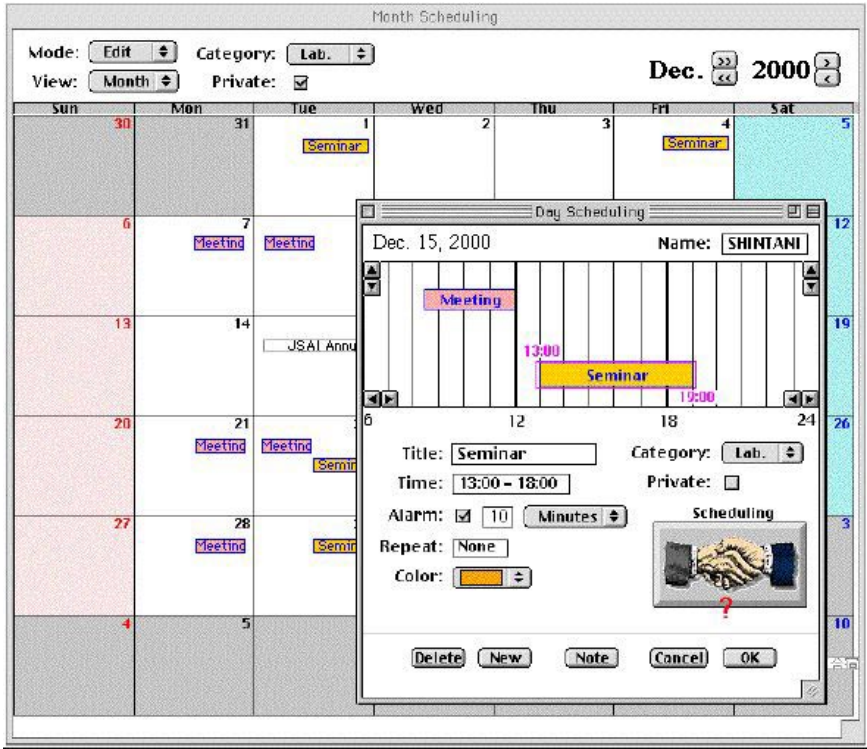 Month Scheduling
Mode: Edit Category: Lab.
View: Month Private:
Dec. >> << 2000 > <
Sun Mon Tue Wed Thu Fri Sat
30 31 1 2 3 4 5
Seminar Seminar
6 7 12
Meeting Meeting
13 14 19
JSAI Annu
20 21 26
Meeting Meeting
Semin
27 28 3
Meeting Semin
4 5 10
Day Scheduling
Dec. 15, 2000 Name: SHINTANI
Meeting
13:00
Seminar
19:00
6 12 18 24
Title: Seminar Category: Lab.
Time: 13:00 - 18:00 Private:
Alarm: 10 Minutes Scheduling
Repeat: None
Color:
?
Delete New Note Cancel OK